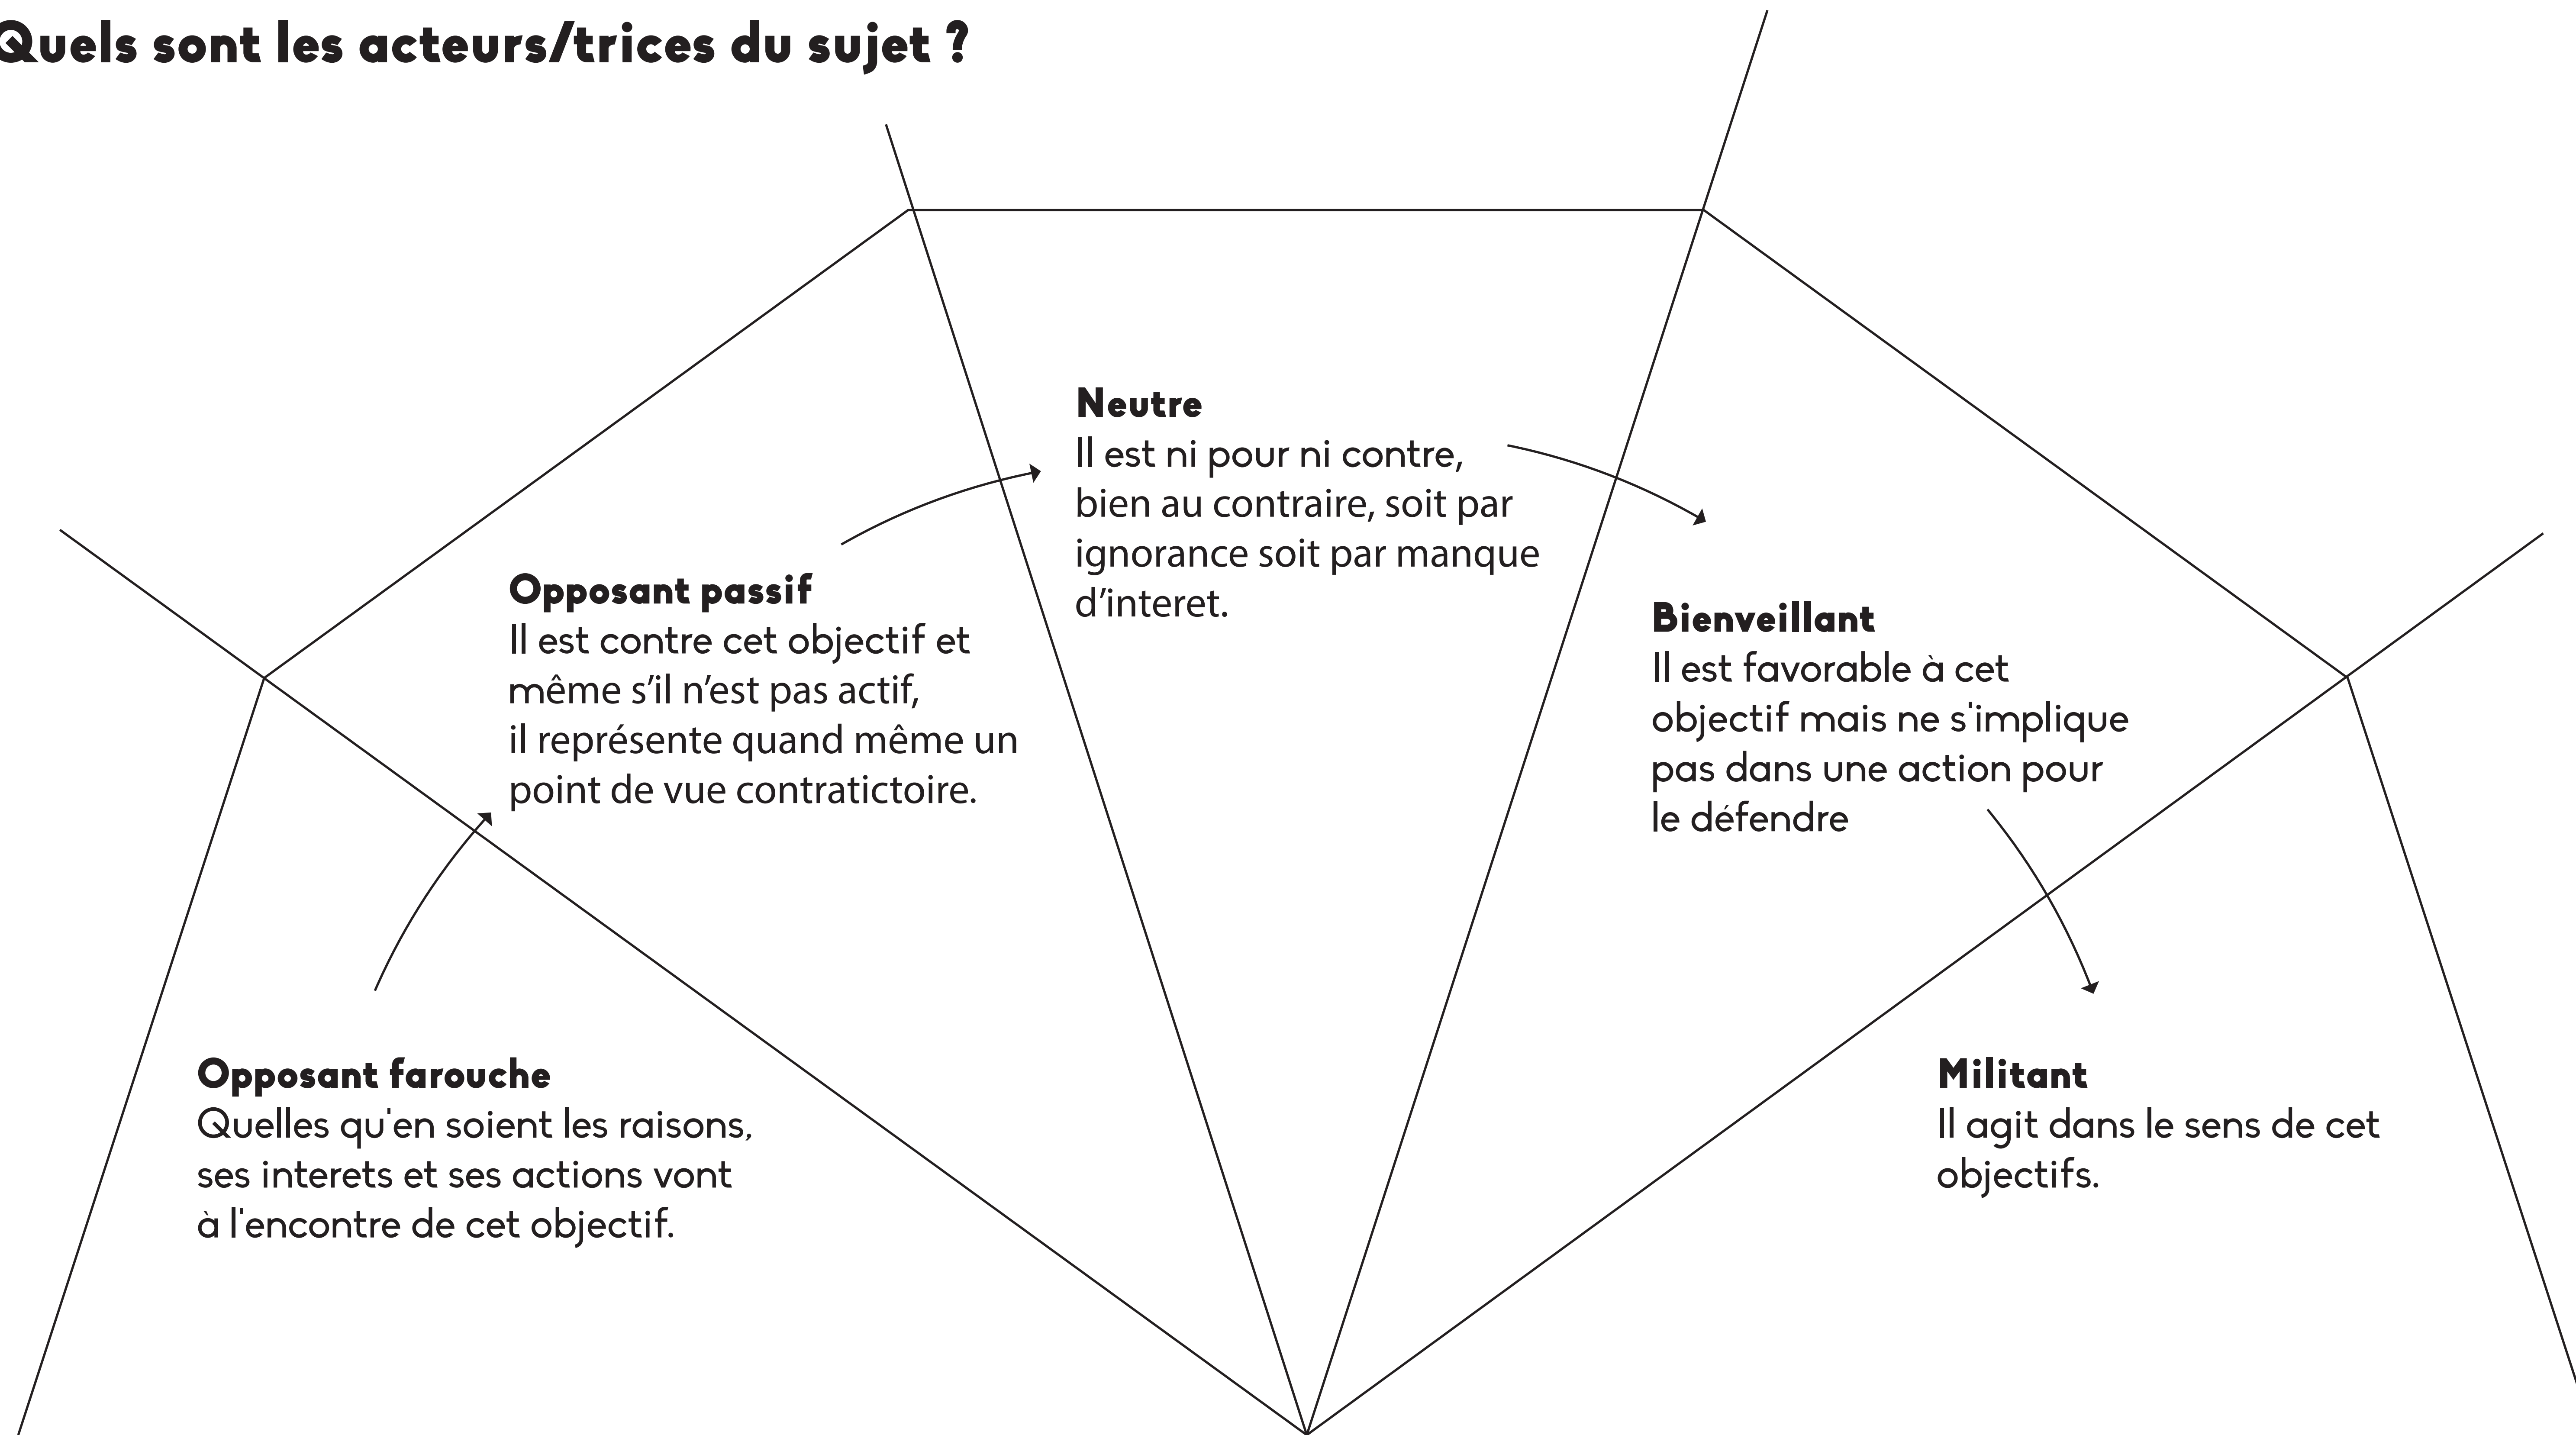 Quels sont les acteurs/trices du sujet ?
Neutre
Il est ni pour ni contre,
bien au contraire, soit par
ignorance soit par manque
d’interet.
Opposant passif
Il est contre cet objectif et
même s’il n’est pas actif,
il représente quand même un
point de vue contratictoire.
Bienveillant
Il est favorable à cet
objectif mais ne s'implique
pas dans une action pour
le défendre
Opposant farouche
Quelles qu'en soient les raisons,
ses interets et ses actions vont
à l'encontre de cet objectif.
Militant
Il agit dans le sens de cet
objectifs.